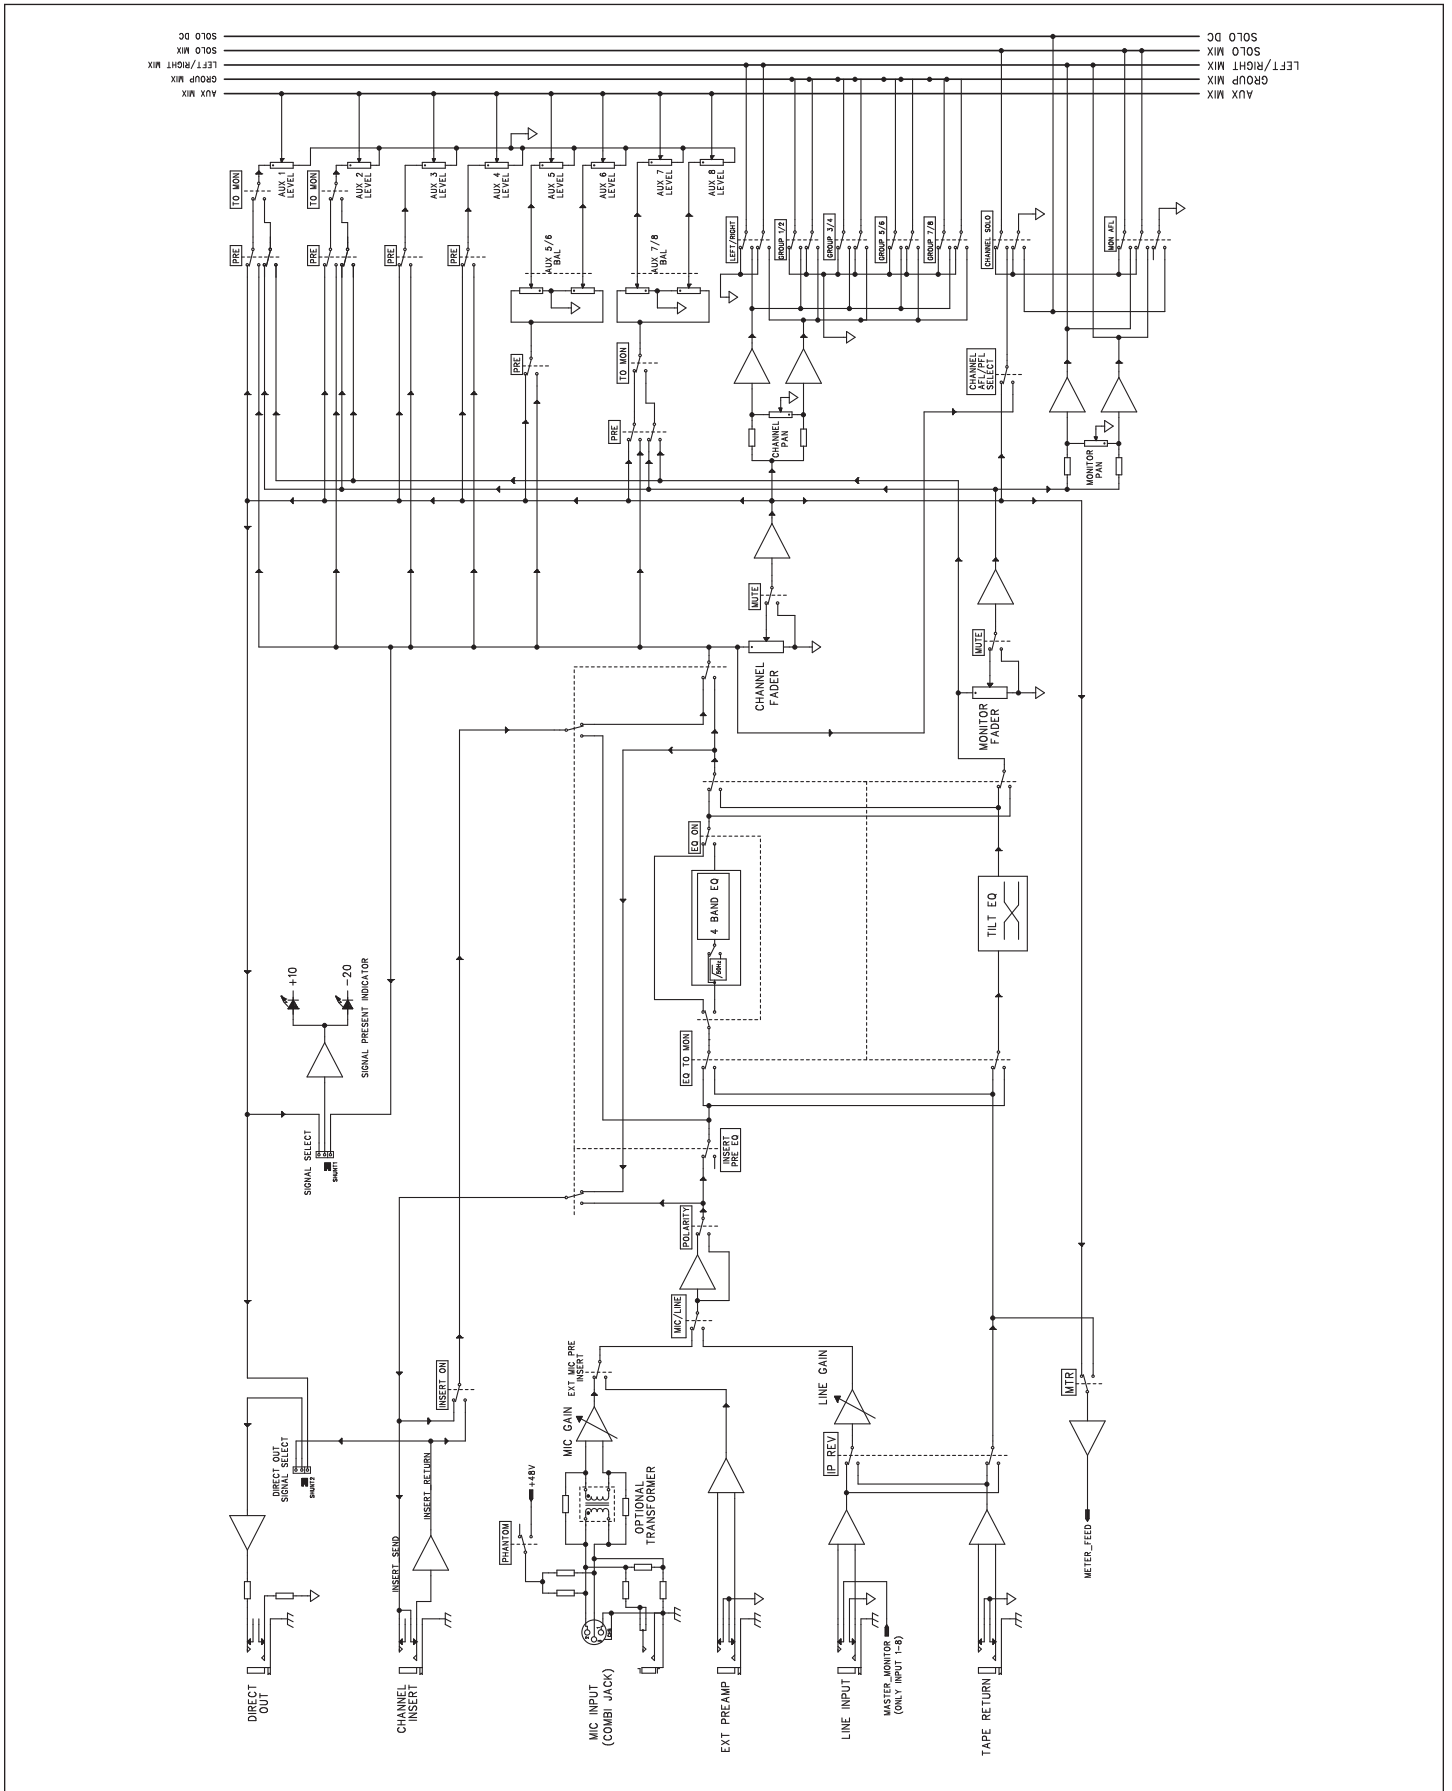 SOLO DC
SOLO MIX
LEFT/RIGHT MIX
GROUP MIX
AUX MIX
SOLO DC
SOLO MIX
LEFT/RIGHT MIX
GROUP MIX
AUX MIX
TO MON
AUX 1
LEVEL
TO MON
AUX 2
LEVEL
AUX 3
LEVEL
AUX 4
LEVEL
AUX 5
LEVEL
AUX 6
LEVEL
AUX 7
LEVEL
AUX 8
LEVEL
PRE
PRE
PRE
PRE
AUX 5/6
BAL
AUX 7/8
BAL
LEFT/RIGHT
GROUP 1/2
GROUP 3/4
GROUP 5/6
GROUP 7/8
CHANNEL SOLO
MON AFL
PRE
TO MON
PRE
CHANNEL
PAN
CHANNEL
AFL/PFL
SELECT
MONITOR
PAN
MUTE
CHANNEL
FADER
MUTE
MONITOR
FADER
EQ ON
4 BAND EQ
50Hz
TILT EQ
+10
-20
SIGNAL PRESENT INDICATOR
EQ TO MON
SIGNAL SELECT
SHUNT1
INSERT
PRE EQ
POLARITY
MIC/LINE
INSERT ON
EXT MIC PRE
INSERT
MIC GAIN
LINE GAIN
MTR
IP REV
DIRECT OUT
SIGNAL SELECT
SHUNT2
INSERT RETURN
INSERT SEND
+48V
PHANTOM
OPTIONAL
TRANSFORMER
METER_FEED
DIRECT
OUT
CHANNEL
INSERT
MIC INPUT
(COMBI JACK)
EXT PREAMP
LINE INPUT
MASTER_MONITOR
(ONLY INPUT 1-8)
TAPE RETURN